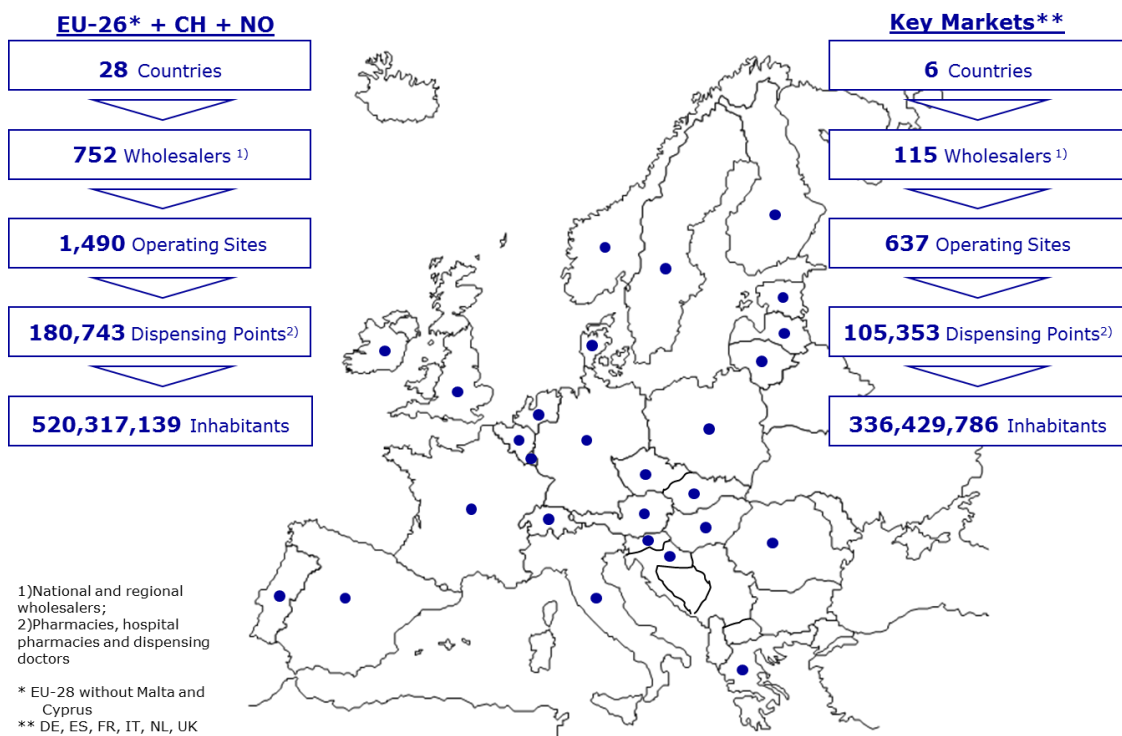 EU-26* + CH + NO
28 Countries
752 Wholesalers 1)
1,490 Operating Sites
180,743 Dispensing Points2)
520,317,139 Inhabitants
Key Markets**
6 Countries
115 Wholesalers 1)
637 Operating Sites
105,353 Dispensing Points2)
336,429,786 Inhabitants
1)National and regional
wholesalers;
2)Pharmacies, hospital
pharmacies and dispensing
doctors
* EU-28 without Malta and
Cyprus
** DE, ES, FR, IT, NL, UK